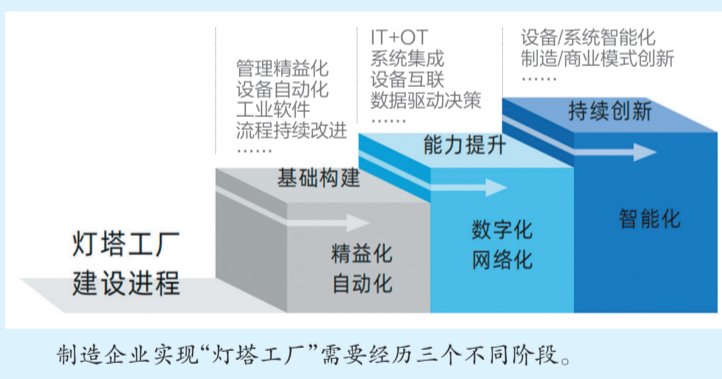 管理精益化
设备自动化
工业软件
流程持续改进
……
IT+OT
系统集成
设备互联
数据驱动决策
……
设备/系统智能化
制造/商业模式创新
……
基础构建
能力提升
持续创新
精益化
自动化
数字化
网络化
智能化
灯塔工厂
建设进程
制造企业实现“灯塔工厂”需要经历三个不同阶段。